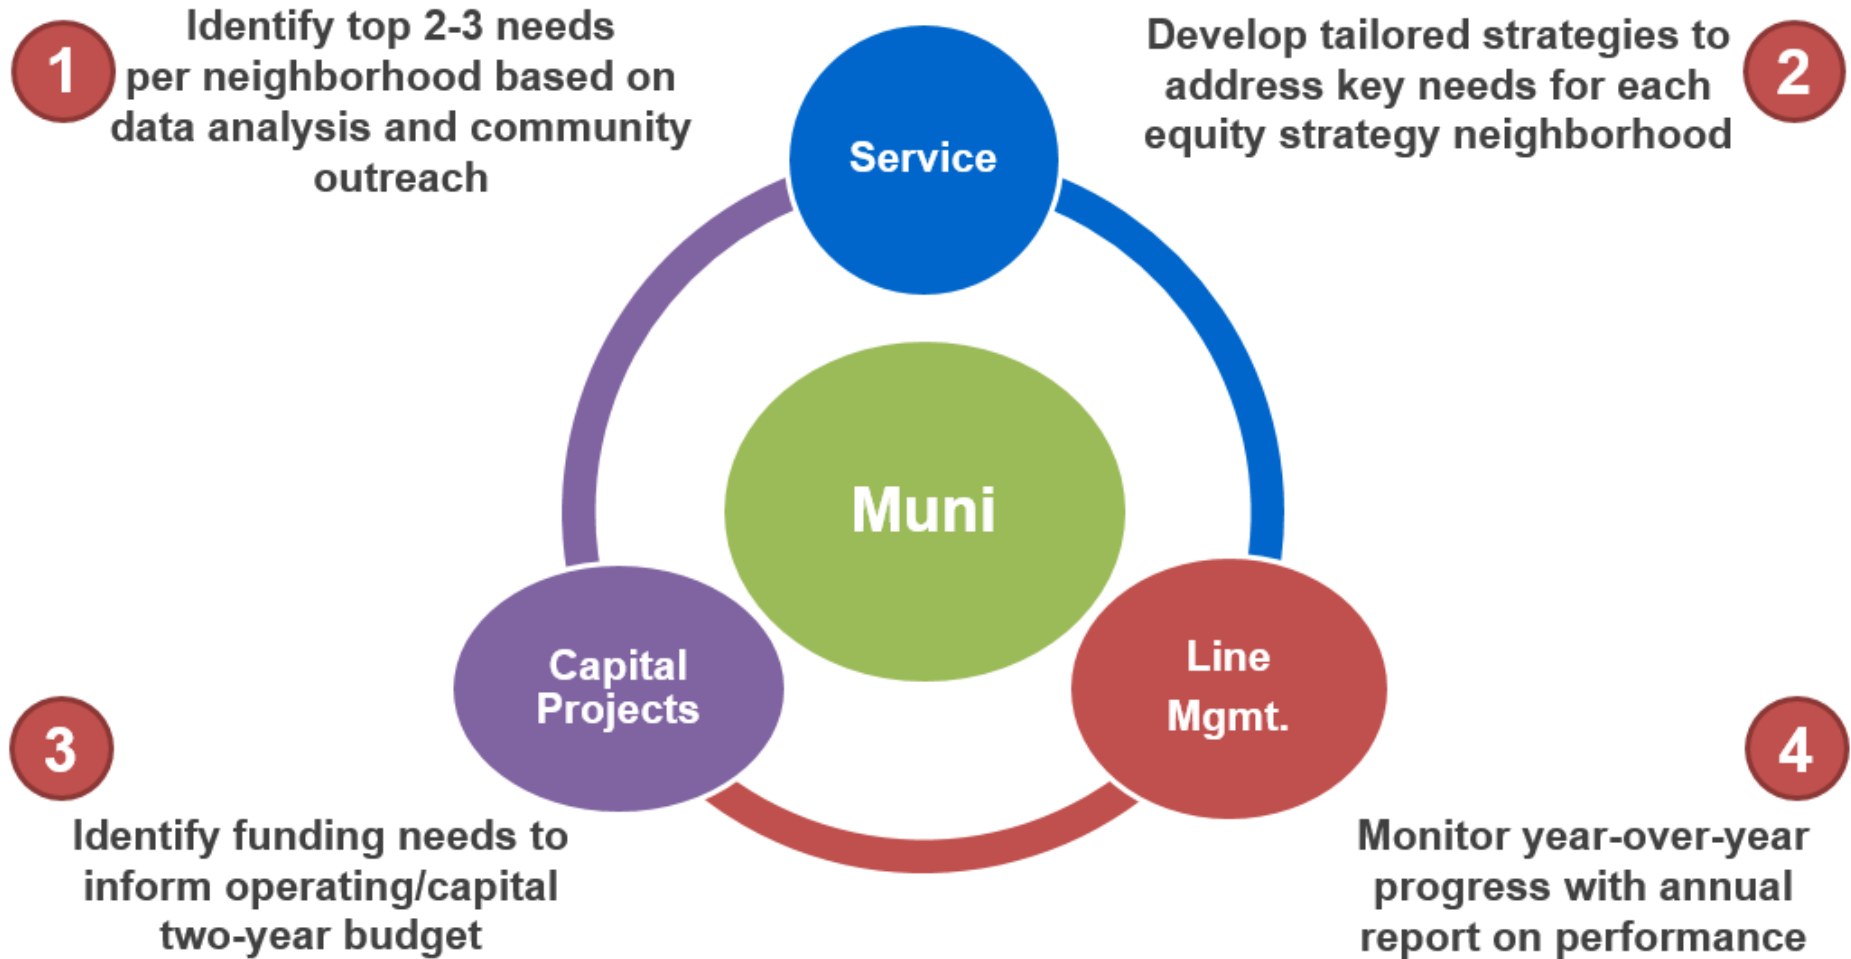 1
Identify top 2-3 needs
per neighborhood based on
data analysis and community
outreach
Develop tailored strategies to
address key needs for each
equity strategy neighborhood
2
Service
Muni
Capital
Projects
Line
Mgmt.
3
Identify funding needs to
inform operating/capital
two-year budget
4
Monitor year-over-year
progress with annual
report on performance